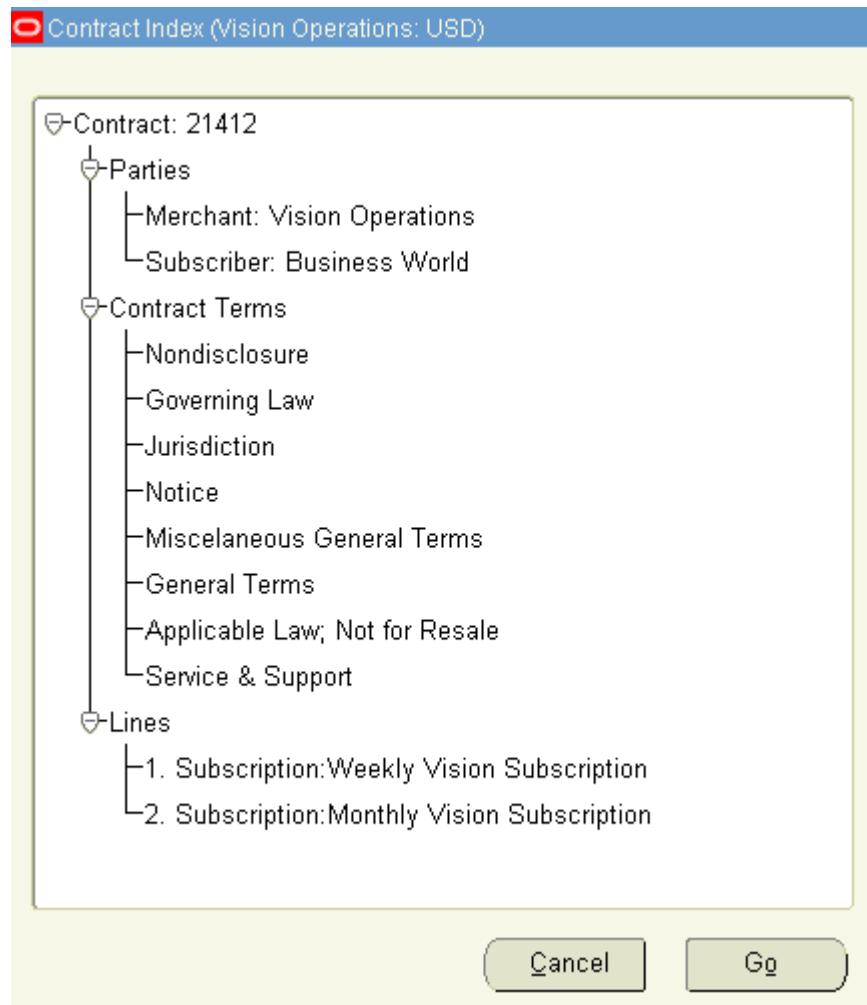 Contract Index (Vision Operations: USD)
Contract: 21412
Parties
Merchant: Vision Operations
Subscriber: Business World
Contract Terms
Nondisclosure
Governing Law
Jurisdiction
Notice
Miscelaneous General Terms
General Terms
Applicable Law; Not for Resale
Service & Support
Lines
1. Subscription:Weekly Vision Subscription
2. Subscription:Monthly Vision Subscription
Cancel Go